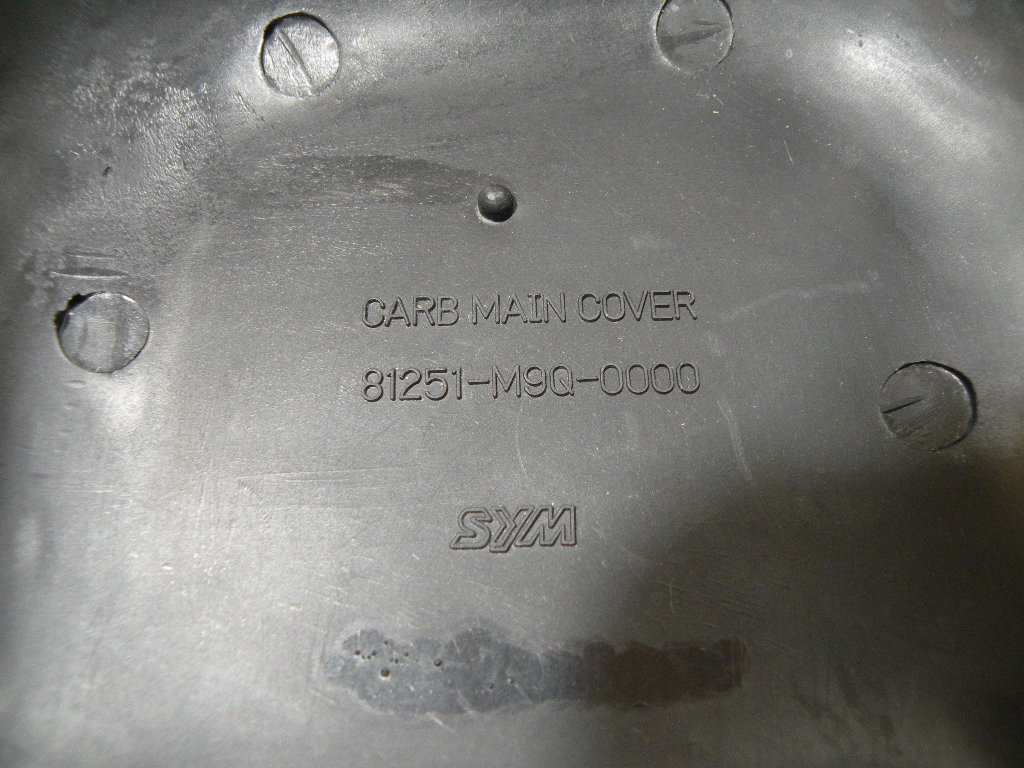 CARB MAIN COVER
81251-M9Q-0000
SYM